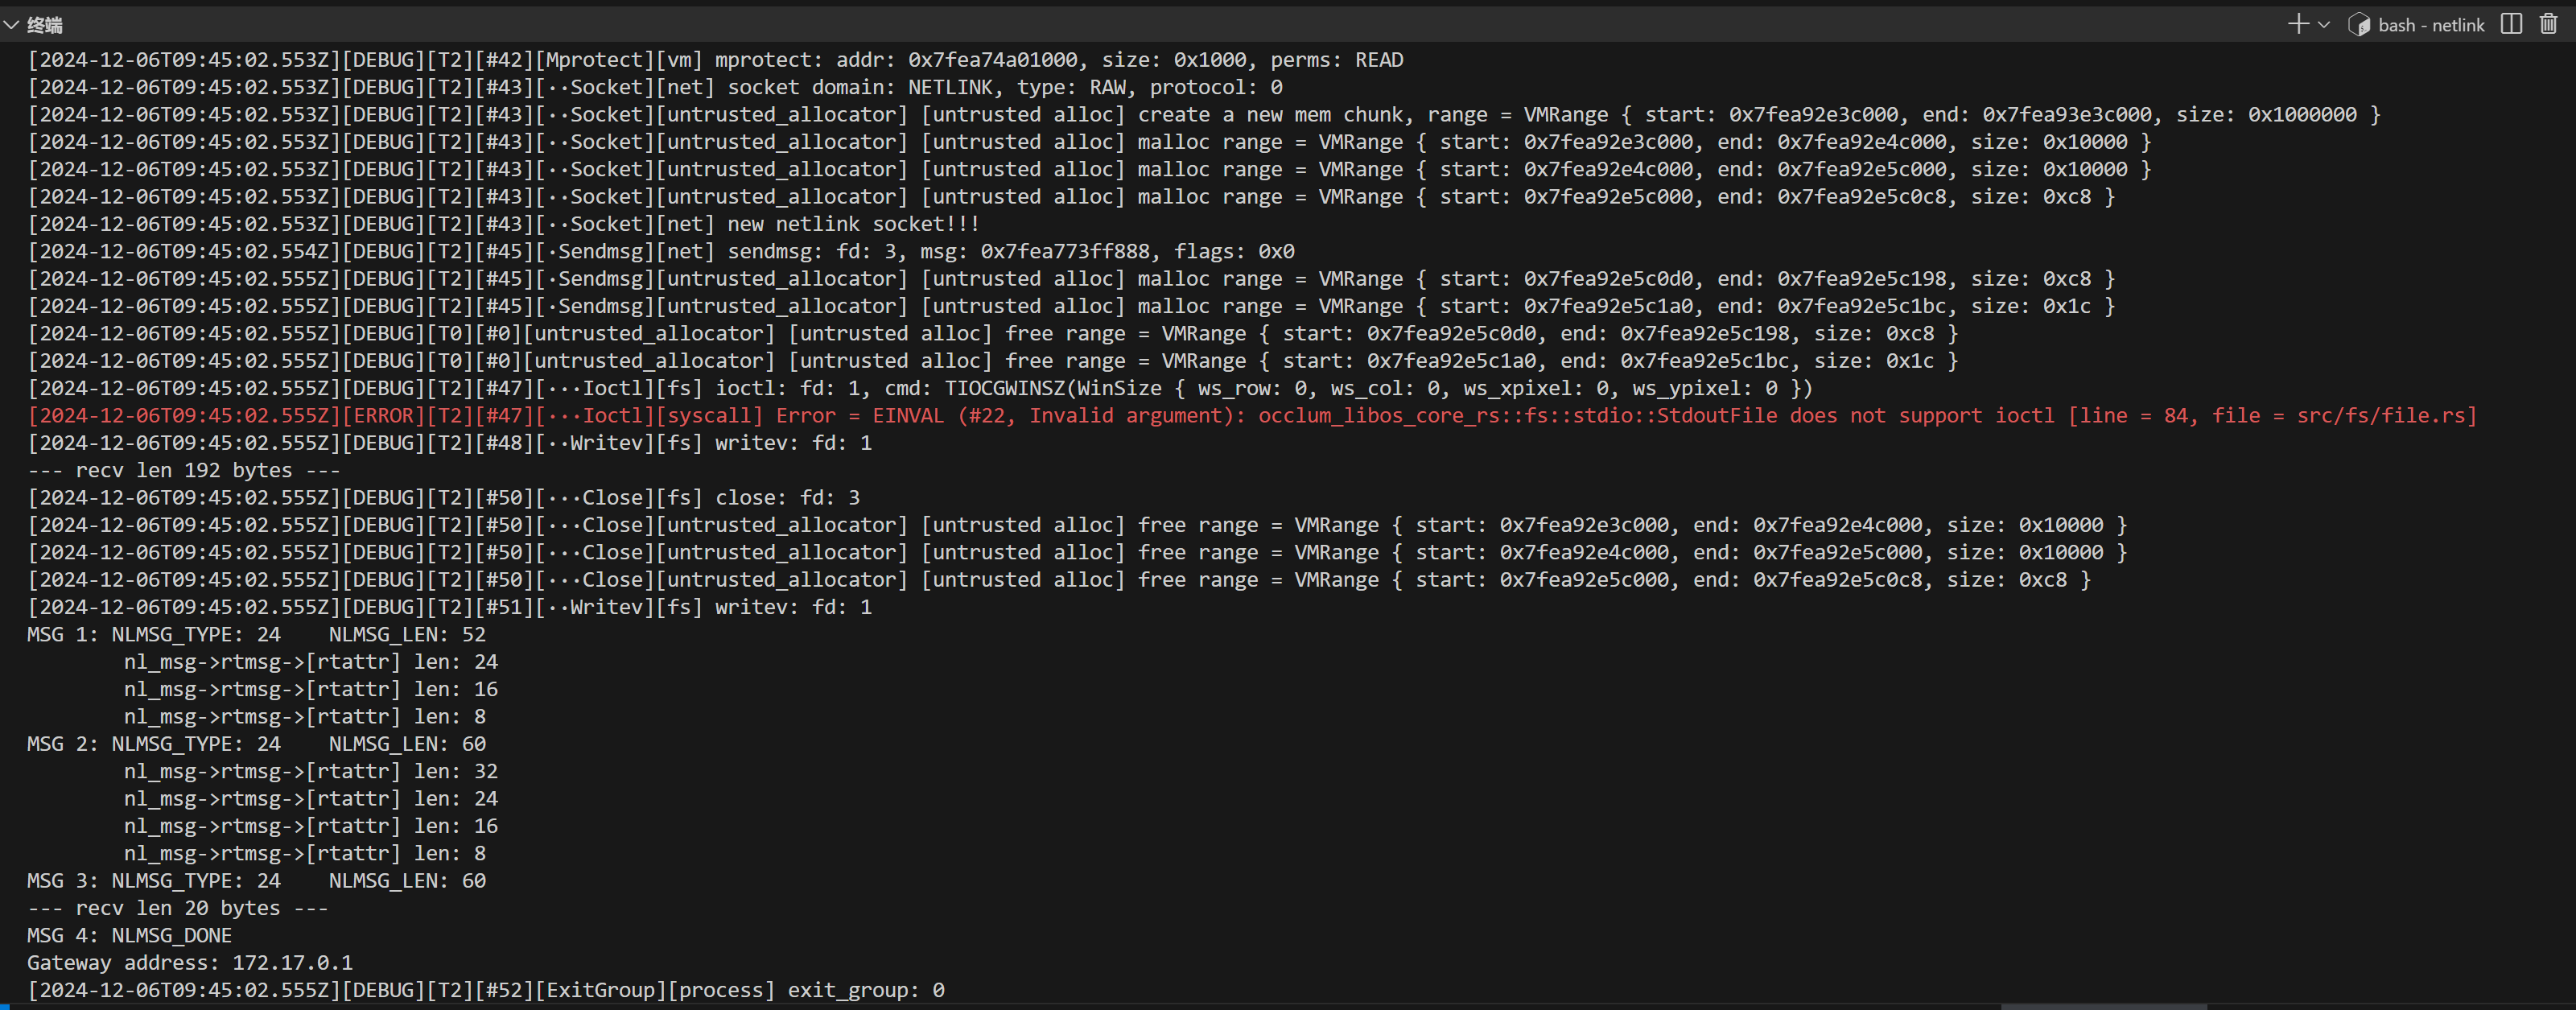 终端
bash - netlink
[2024-12-06T09:45:02.553Z][DEBUG][T2][#42][Mprotect][vm] mprotect: addr: 0x7fea74a01000, size: 0x1000, perms: READ
[2024-12-06T09:45:02.553Z][DEBUG][T2][#43][··Socket][net] socket domain: NETLINK, type: RAW, protocol: 0
[2024-12-06T09:45:02.553Z][DEBUG][T2][#43][··Socket][untrusted_allocator] [untrusted alloc] create a new mem chunk, range = VMRange { start: 0x7fea92e3c000, end: 0x7fea93e3c000, size: 0x1000000 }
[2024-12-06T09:45:02.553Z][DEBUG][T2][#43][··Socket][untrusted_allocator] [untrusted alloc] malloc range = VMRange { start: 0x7fea92e3c000, end: 0x7fea92e4c000, size: 0x10000 }
[2024-12-06T09:45:02.553Z][DEBUG][T2][#43][··Socket][untrusted_allocator] [untrusted alloc] malloc range = VMRange { start: 0x7fea92e4c000, end: 0x7fea92e5c000, size: 0x10000 }
[2024-12-06T09:45:02.553Z][DEBUG][T2][#43][··Socket][untrusted_allocator] [untrusted alloc] malloc range = VMRange { start: 0x7fea92e5c000, end: 0x7fea92e5c0c8, size: 0xc8 }
[2024-12-06T09:45:02.553Z][DEBUG][T2][#43][··Socket][net] new netlink socket!!!
[2024-12-06T09:45:02.554Z][DEBUG][T2][#45][·Sendmsg][net] sendmsg: fd: 3, msg: 0x7fea773ff888, flags: 0x0
[2024-12-06T09:45:02.555Z][DEBUG][T2][#45][·Sendmsg][untrusted_allocator] [untrusted alloc] malloc range = VMRange { start: 0x7fea92e5c0d0, end: 0x7fea92e5c198, size: 0xc8 }
[2024-12-06T09:45:02.555Z][DEBUG][T2][#45][·Sendmsg][untrusted_allocator] [untrusted alloc] malloc range = VMRange { start: 0x7fea92e5c1a0, end: 0x7fea92e5c1bc, size: 0x1c }
[2024-12-06T09:45:02.555Z][DEBUG][T0][#0][untrusted_allocator] [untrusted alloc] free range = VMRange { start: 0x7fea92e5c0d0, end: 0x7fea92e5c198, size: 0xc8 }
[2024-12-06T09:45:02.555Z][DEBUG][T0][#0][untrusted_allocator] [untrusted alloc] free range = VMRange { start: 0x7fea92e5c1a0, end: 0x7fea92e5c1bc, size: 0x1c }
[2024-12-06T09:45:02.555Z][DEBUG][T2][#47][···Ioctl][fs] ioctl: fd: 1, cmd: TIOCGWINSZ(WinSize { ws_row: 0, ws_col: 0, ws_xpixel: 0, ws_ypixel: 0 })
[2024-12-06T09:45:02.555Z][ERROR][T2][#47][···Ioctl][syscall] Error = EINVAL (#22, Invalid argument): occlum_libos_core_rs::fs::stdio::StdoutFile does not support ioctl [line = 84, file = src/fs/file.rs]
[2024-12-06T09:45:02.555Z][DEBUG][T2][#48][··Writev][fs] writev: fd: 1
--- recv len 192 bytes ---
[2024-12-06T09:45:02.555Z][DEBUG][T2][#50][···Close][fs] close: fd: 3
[2024-12-06T09:45:02.555Z][DEBUG][T2][#50][···Close][untrusted_allocator] [untrusted alloc] free range = VMRange { start: 0x7fea92e3c000, end: 0x7fea92e4c000, size: 0x10000 }
[2024-12-06T09:45:02.555Z][DEBUG][T2][#50][···Close][untrusted_allocator] [untrusted alloc] free range = VMRange { start: 0x7fea92e4c000, end: 0x7fea92e5c000, size: 0x10000 }
[2024-12-06T09:45:02.555Z][DEBUG][T2][#50][···Close][untrusted_allocator] [untrusted alloc] free range = VMRange { start: 0x7fea92e5c000, end: 0x7fea92e5c0c8, size: 0xc8 }
[2024-12-06T09:45:02.555Z][DEBUG][T2][#51][··Writev][fs] writev: fd: 1
MSG 1: NLMSG_TYPE: 24    NLMSG_LEN: 52
        nl_msg->rtmsg->[rtattr] len: 24
        nl_msg->rtmsg->[rtattr] len: 16
        nl_msg->rtmsg->[rtattr] len: 8
MSG 2: NLMSG_TYPE: 24    NLMSG_LEN: 60
        nl_msg->rtmsg->[rtattr] len: 32
        nl_msg->rtmsg->[rtattr] len: 24
        nl_msg->rtmsg->[rtattr] len: 16
        nl_msg->rtmsg->[rtattr] len: 8
MSG 3: NLMSG_TYPE: 24    NLMSG_LEN: 60
--- recv len 20 bytes ---
MSG 4: NLMSG_DONE
Gateway address: 172.17.0.1
[2024-12-06T09:45:02.555Z][DEBUG][T2][#52][ExitGroup][process] exit_group: 0